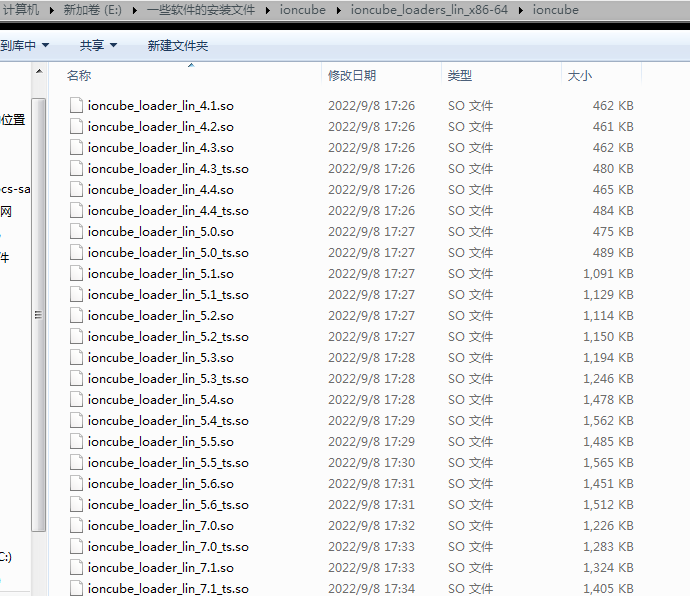 计算机 ▸ 新加卷 (E:) ▸ 一些软件的安装文件 ▸ ioncube ▸ ioncube_loaders_lin_x86-64 ▸ ioncube
到库中 共享 新建文件夹
名称 修改日期 类型 大小
ioncube_loader_lin_4.1.so 2022/9/8 17:26 SO 文件 462 KB
位置 ioncube_loader_lin_4.2.so 2022/9/8 17:26 SO 文件 461 KB
ioncube_loader_lin_4.3.so 2022/9/8 17:26 SO 文件 462 KB
ioncube_loader_lin_4.3_ts.so 2022/9/8 17:26 SO 文件 480 KB
cs-sa ioncube_loader_lin_4.4.so 2022/9/8 17:26 SO 文件 465 KB
网 ioncube_loader_lin_4.4_ts.so 2022/9/8 17:26 SO 文件 484 KB
ioncube_loader_lin_5.0.so 2022/9/8 17:27 SO 文件 475 KB
件 ioncube_loader_lin_5.0_ts.so 2022/9/8 17:27 SO 文件 489 KB
ioncube_loader_lin_5.1.so 2022/9/8 17:27 SO 文件 1,091 KB
ioncube_loader_lin_5.1_ts.so 2022/9/8 17:27 SO 文件 1,129 KB
ioncube_loader_lin_5.2.so 2022/9/8 17:27 SO 文件 1,114 KB
ioncube_loader_lin_5.2_ts.so 2022/9/8 17:27 SO 文件 1,150 KB
ioncube_loader_lin_5.3.so 2022/9/8 17:28 SO 文件 1,194 KB
ioncube_loader_lin_5.3_ts.so 2022/9/8 17:28 SO 文件 1,246 KB
ioncube_loader_lin_5.4.so 2022/9/8 17:28 SO 文件 1,478 KB
ioncube_loader_lin_5.4_ts.so 2022/9/8 17:29 SO 文件 1,562 KB
ioncube_loader_lin_5.5.so 2022/9/8 17:29 SO 文件 1,485 KB
ioncube_loader_lin_5.5_ts.so 2022/9/8 17:30 SO 文件 1,565 KB
ioncube_loader_lin_5.6.so 2022/9/8 17:31 SO 文件 1,451 KB
ioncube_loader_lin_5.6_ts.so 2022/9/8 17:31 SO 文件 1,512 KB
ioncube_loader_lin_7.0.so 2022/9/8 17:32 SO 文件 1,226 KB
C:) ioncube_loader_lin_7.0_ts.so 2022/9/8 17:33 SO 文件 1,283 KB
ioncube_loader_lin_7.1.so 2022/9/8 17:33 SO 文件 1,324 KB
ioncube_loader_lin_7.1_ts.so 2022/9/8 17:34 SO 文件 1,405 KB